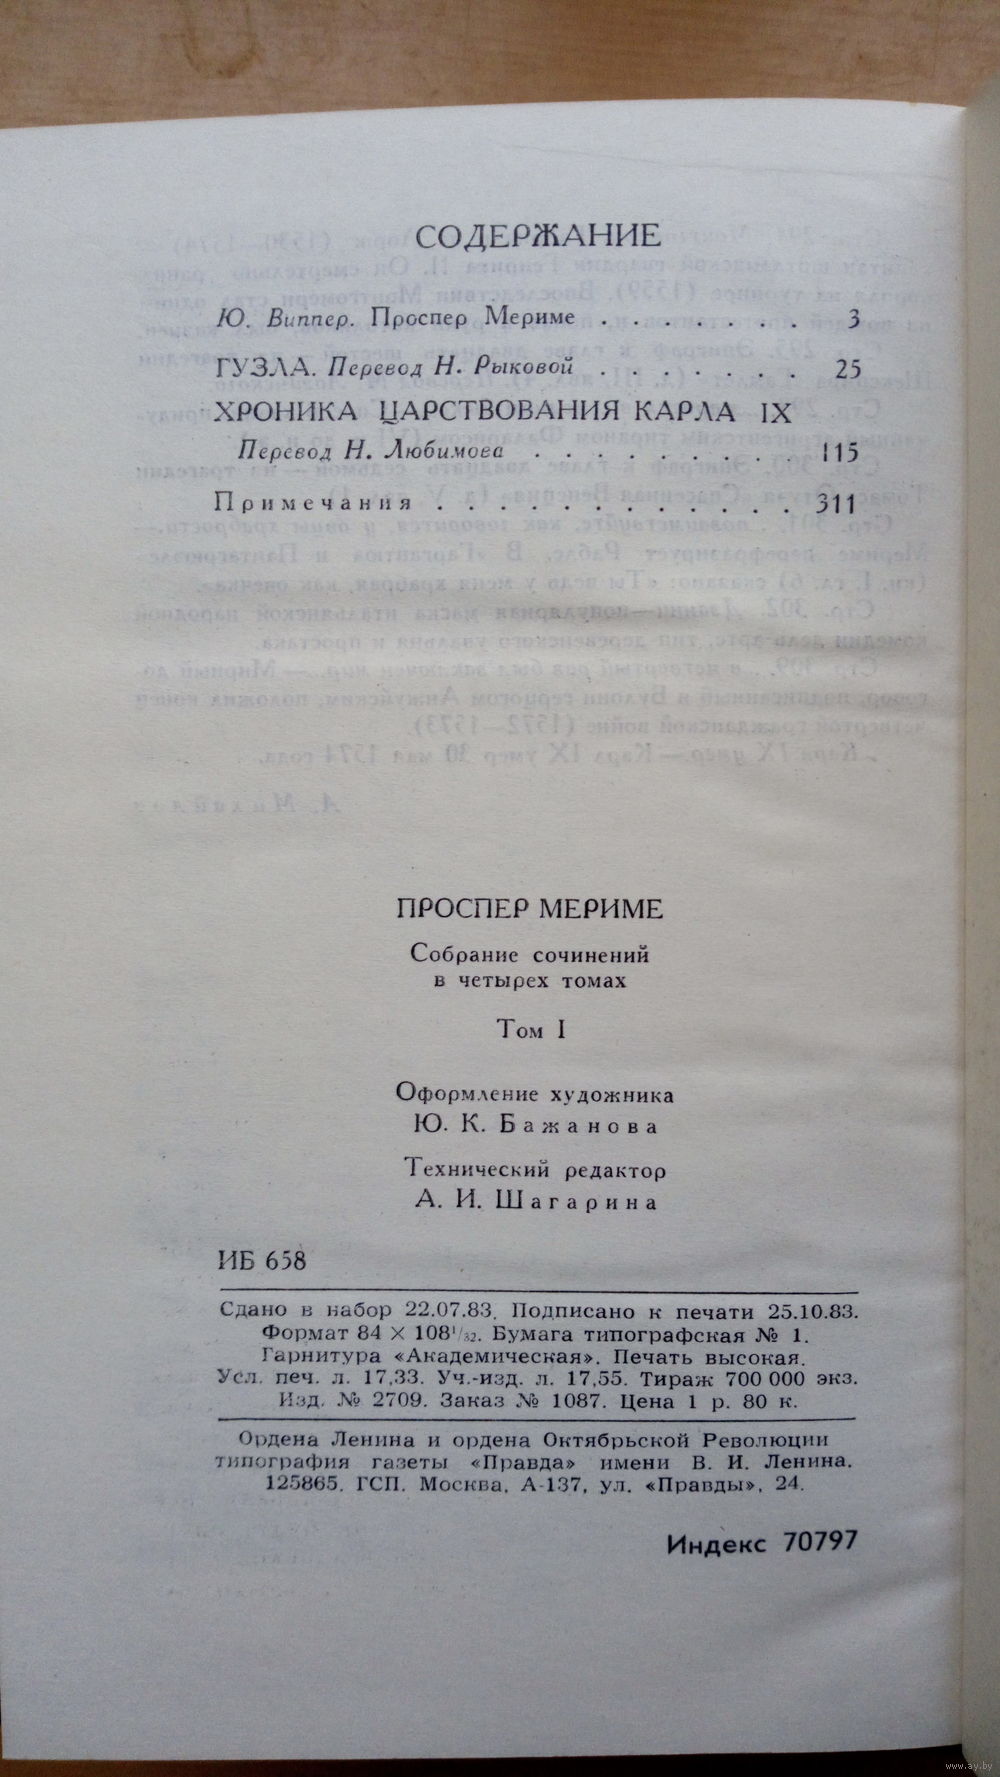 СОДЕРЖАНИЕ
Ю. Виппер. Проспер Мериме . . . . . . . 3
ГУЗЛА. Перевод Н. Рыковой . . . . . . . 25
ХРОНИКА ЦАРСТВОВАНИЯ КАРЛА IX
Перевод Н. Любимова . . . . . . . . . 115
Примечания . . . . . . . . . . . . . 311
ПРОСПЕР МЕРИМЕ
Собрание сочинений
в четырех томах
Том I
Оформление художника
Ю. К. Бажанова
Технический редактор
А. И. Шагарина
ИБ 658
Сдано в набор 22.07.83. Подписано к печати 25.10.83.
Формат 84 × 108¹/₃₂. Бумага типографская № 1.
Гарнитура «Академическая». Печать высокая.
Усл. печ. л. 17,33. Уч.-изд. л. 17,55. Тираж 700 000 экз.
Изд. № 2709. Заказ № 1087. Цена 1 р. 80 к.
Ордена Ленина и ордена Октябрьской Революции
типография газеты «Правда» имени В. И. Ленина.
125865. ГСП. Москва, А-137, ул. «Правды», 24.
Индекс 70797
www.ay.by